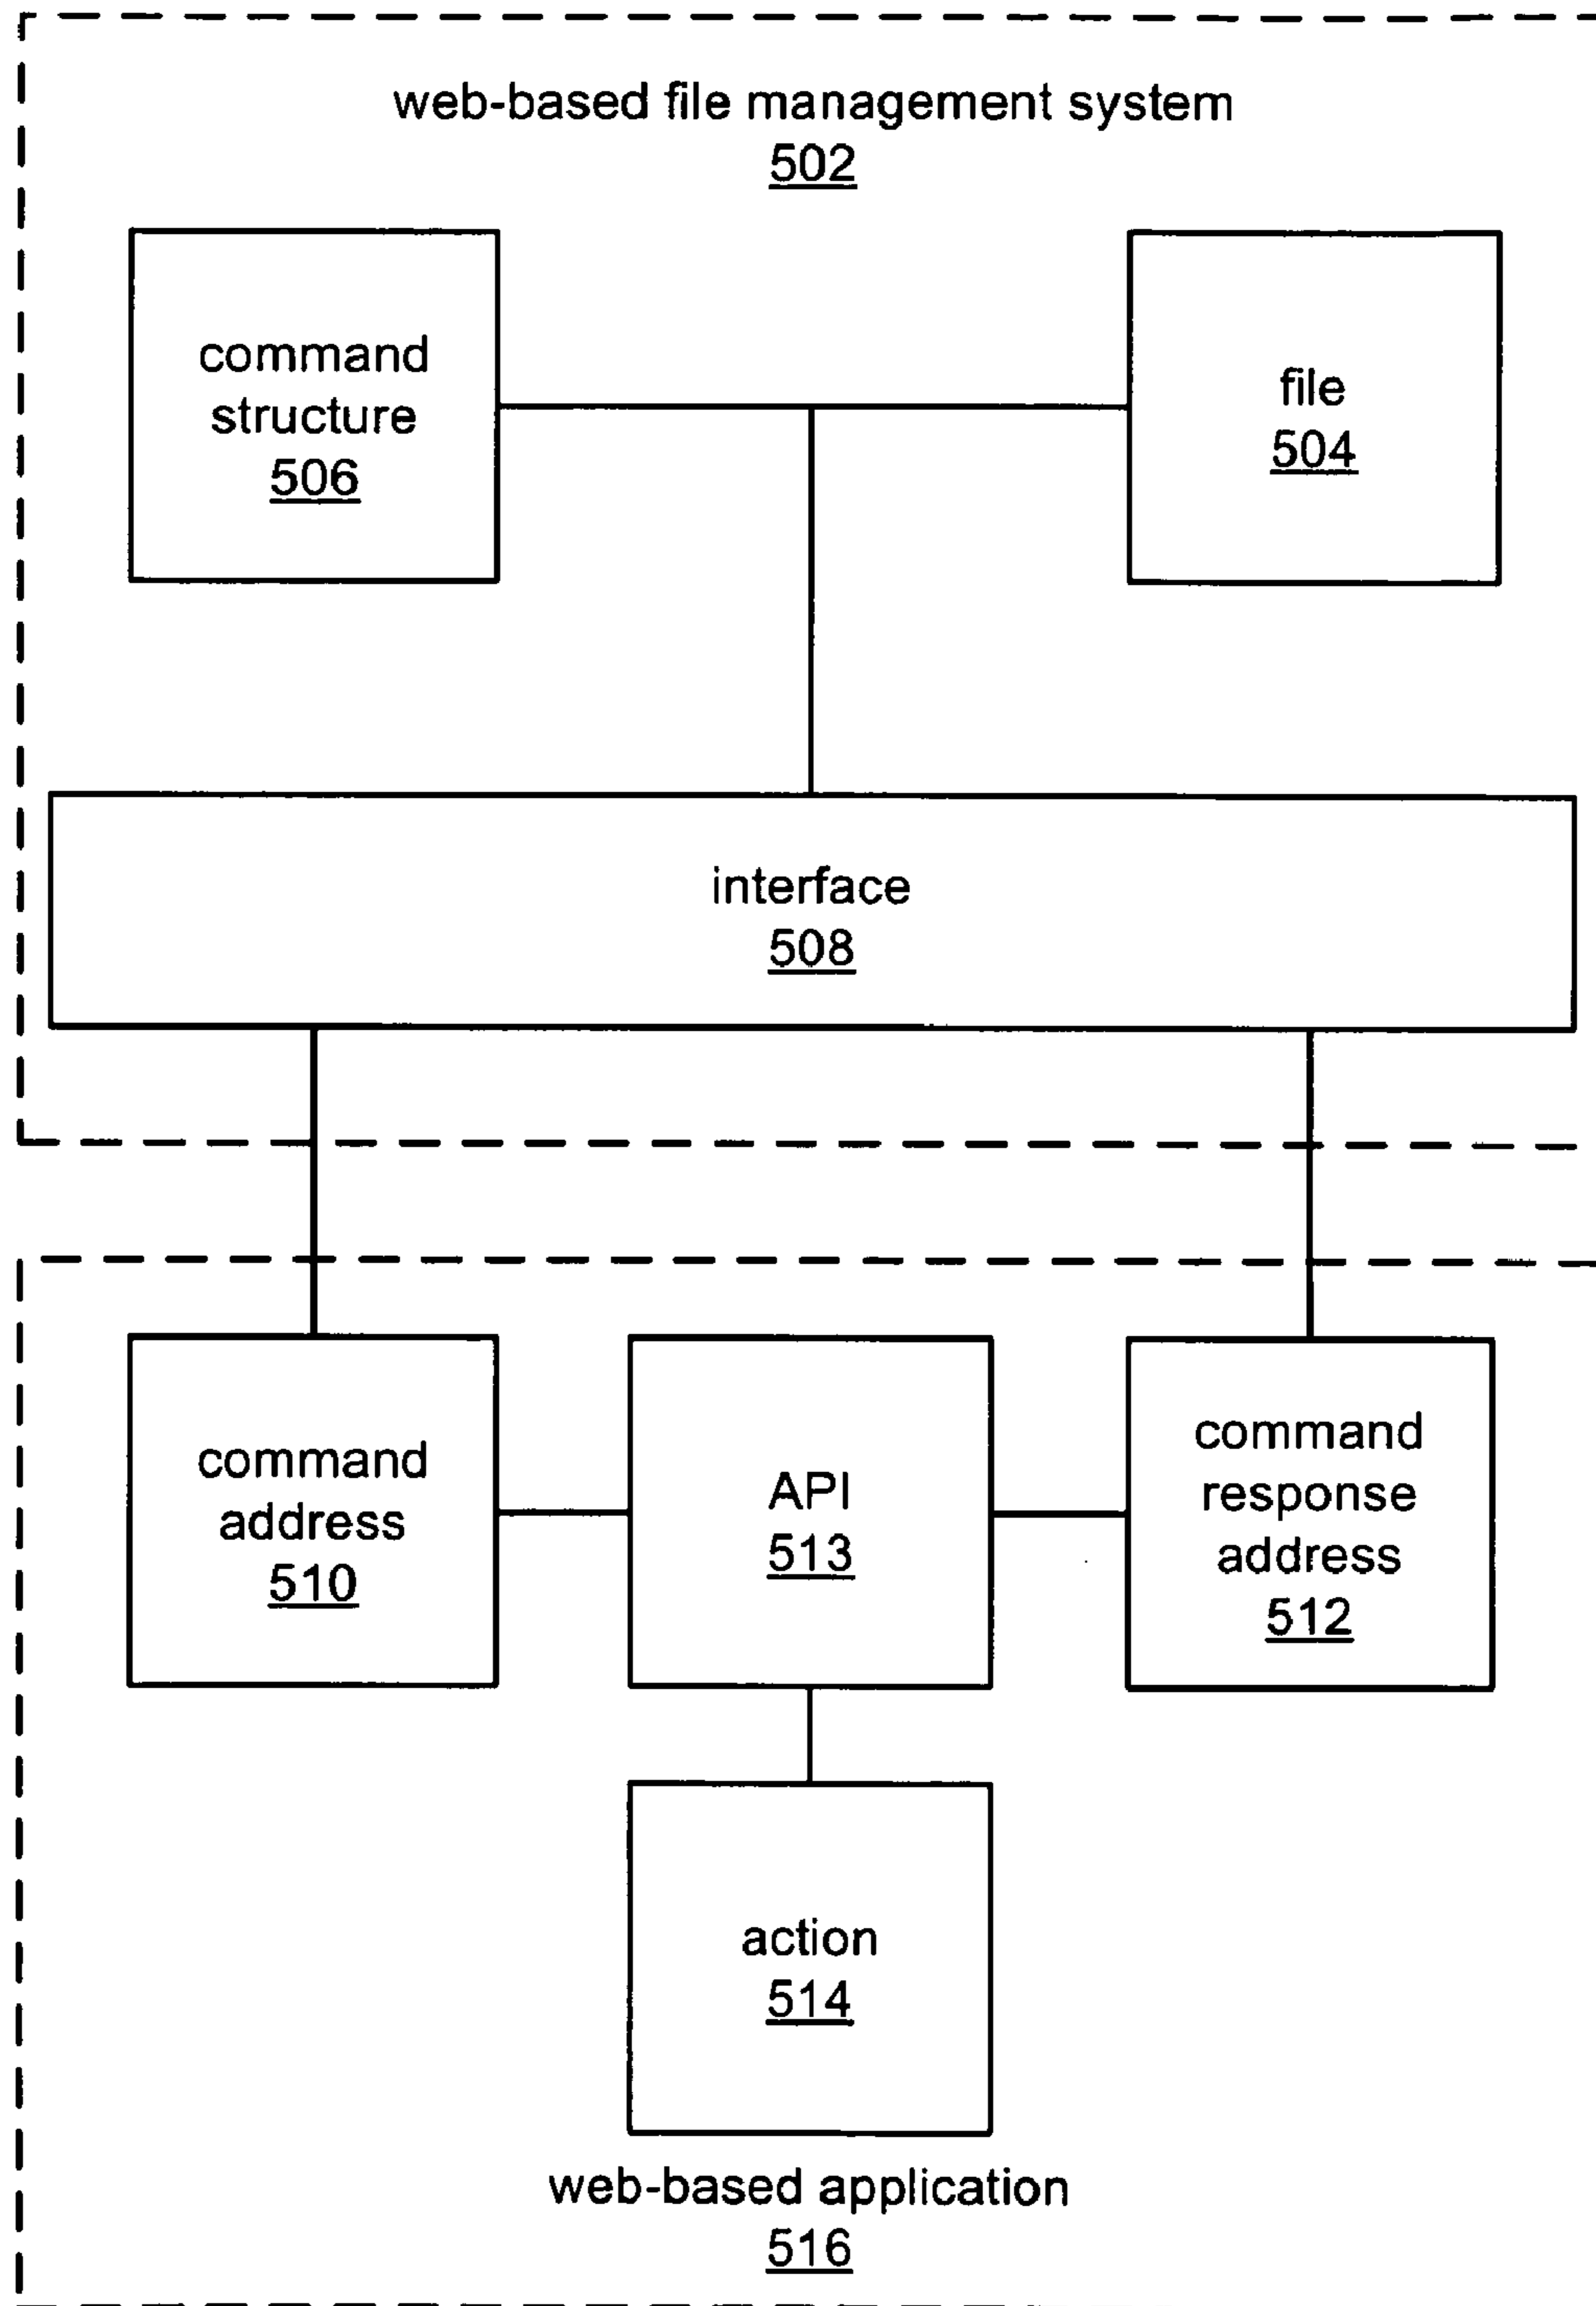 web-based file management system
502
command
structure
506
file
504
interface
508
command
address
510
API
513
command
response
address
512
action
514
web-based application
516